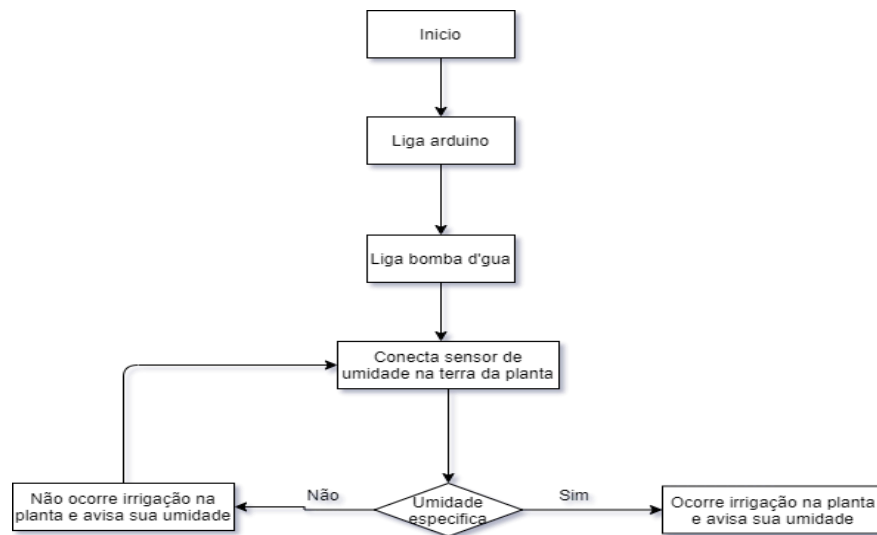 Inicio
Liga arduino
Liga bomba d'gua
Conecta sensor de
umidade na terra da planta
Não ocorre irrigação na
planta e avisa sua umidade
Não
Umidade
especifica
Sim
Ocorre irrigação na planta
e avisa sua umidade